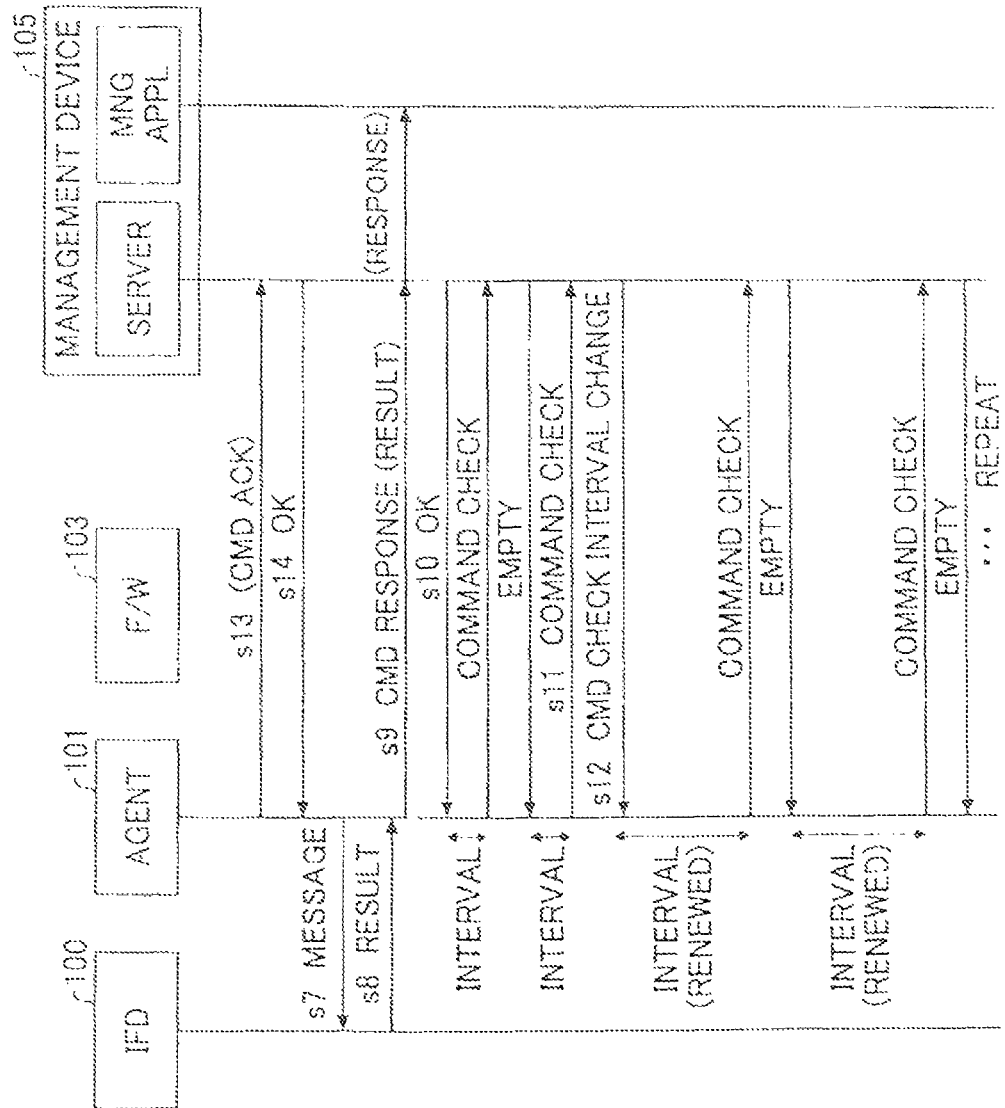 105
MANAGEMENT DEVICE
SERVER
MNG
APPL
103
F/W
101
AGENT
100
IFD
s13 (CMD ACK)
s14 OK
s7 MESSAGE
s8 RESULT
s9 CMD RESPONSE (RESULT)
(RESPONSE)
s10 OK
COMMAND CHECK
INTERVAL
EMPTY
s11 COMMAND CHECK
INTERVAL
s12 CMD CHECK INTERVAL CHANGE
INTERVAL
(RENEWED)
COMMAND CHECK
EMPTY
INTERVAL
(RENEWED)
COMMAND CHECK
EMPTY
... REPEAT